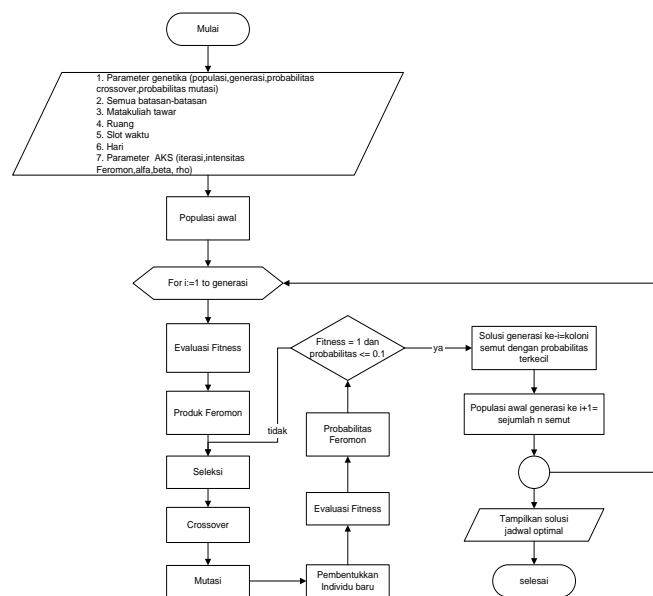 Mulai
1. Parameter genetika (populasi,generasi,probabilitas
crossover,probabilitas mutasi)
2. Semua batasan-batasan
3. Matakuliah tawar
4. Ruang
5. Slot waktu
6. Hari
7. Parameter AKS (iterasi,intensitas
Feromon,alfa,beta, rho)
Populasi awal
For i:=1 to generasi
Evaluasi Fitness
Produk Feromon
Seleksi
Crossover
Mutasi
Pembentukkan
Individu baru
Evaluasi Fitness
Probabilitas
Feromon
Fitness = 1 dan
probabilitas <= 0.1
tidak
ya
Solusi generasi ke-i=koloni
semut dengan probabilitas
terkecil
Populasi awal generasi ke i+1=
sejumlah n semut
Tampilkan solusi
jadwal optimal
selesai